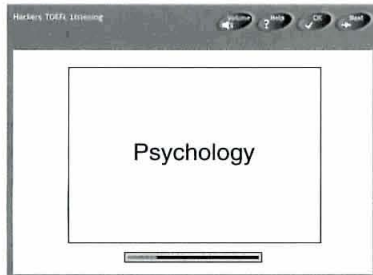 Hackers TOEFL Listening
Volume
Help
OK
Next
Psychology